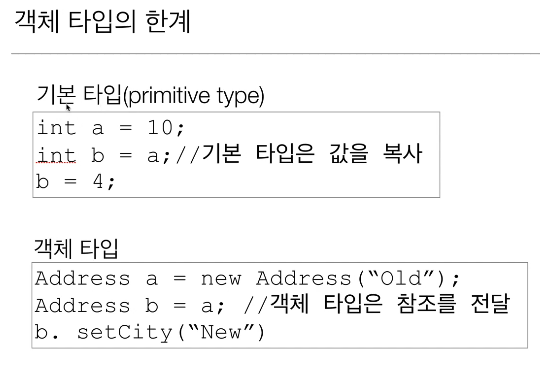 객체 타입의 한계
기본 타입(primitive type)
int a = 10;
int b = a;//기본 타입은 값을 복사
b = 4;
객체 타입
Address a = new Address(“Old”);
Address b = a; //객체 타입은 참조를 전달
b. setCity(“New”)